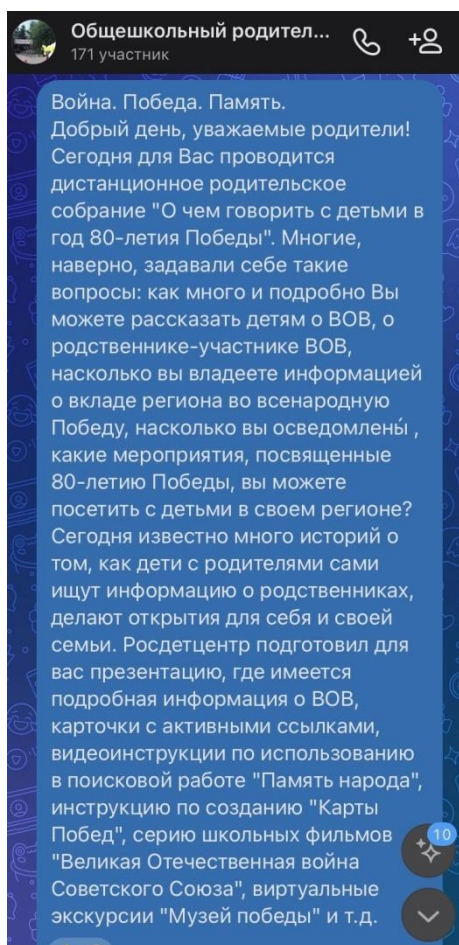 Общешкольный родител...
171 участник
Война. Победа. Память.
Добрый день, уважаемые родители!
Сегодня для Вас проводится
дистанционное родительское
собрание "О чем говорить с детьми в
год 80-летия Победы". Многие,
наверно, задавали себе такие
вопросы: как много и подробно Вы
можете рассказать детям о ВОВ, о
родственнике-участнике ВОВ,
насколько вы владеете информацией
о вкладе региона во всенародную
Победу, насколько вы осведомлены́ ,
какие мероприятия, посвященные
80-летию Победы, вы можете
посетить с детьми в своем регионе?
Сегодня известно много историй о
том, как дети с родителями сами
ищут информацию о родственниках,
делают открытия для себя и своей
семьи. Росдетцентр подготовил для
вас презентацию, где имеется
подробная информация о ВОВ,
карточки с активными ссылками,
видеоинструкции по использованию
в поисковой работе "Память народа",
инструкцию по созданию "Карты
Побед", серию школьных фильмов
"Великая Отечественная война
Советского Союза", виртуальные
экскурсии "Музей победы" и т.д.
10